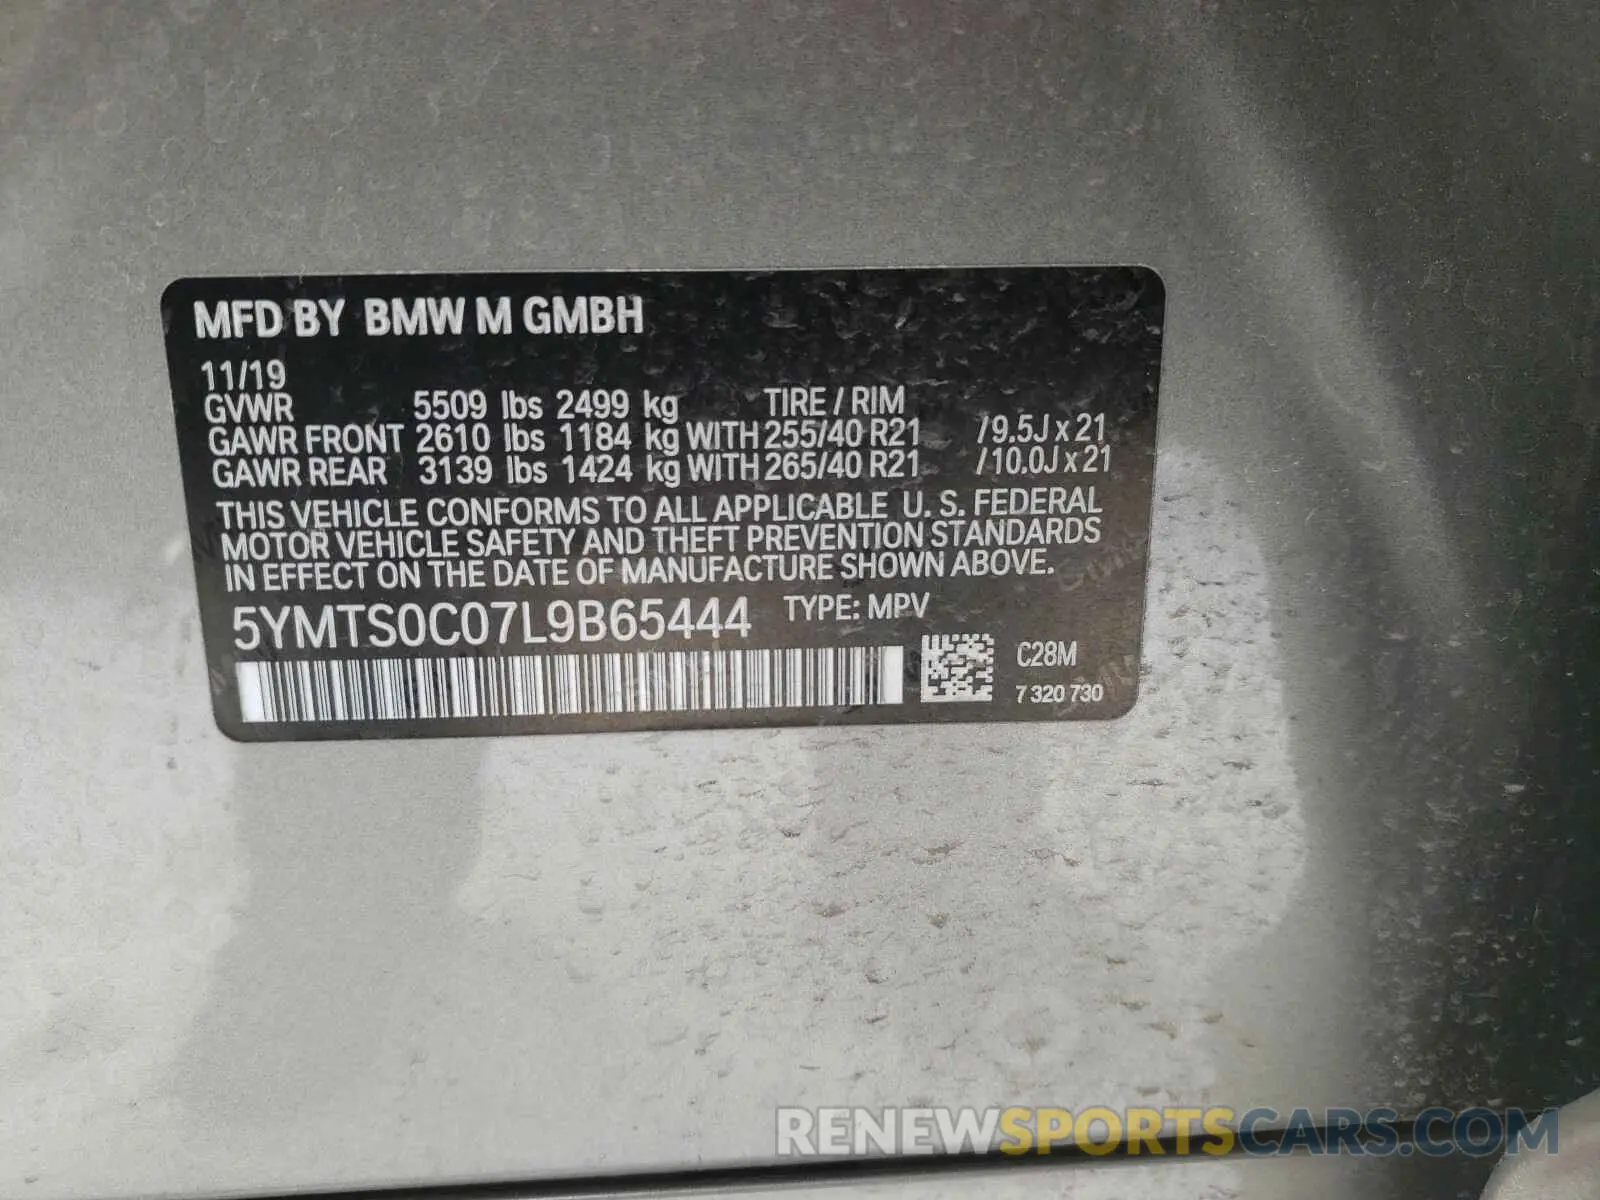 MFD BY BMW M GMBH
11/19
GVWR 5509 lbs 2499 kg TIRE / RIM
GAWR FRONT 2610 lbs 1184 kg WITH 255/40 R21 /9.5J x 21
GAWR REAR 3139 lbs 1424 kg WITH 265/40 R21 /10.0J x 21
THIS VEHICLE CONFORMS TO ALL APPLICABLE U. S. FEDERAL
MOTOR VEHICLE SAFETY AND THEFT PREVENTION STANDARDS
IN EFFECT ON THE DATE OF MANUFACTURE SHOWN ABOVE.
5YMTS0C07L9B65444 TYPE: MPV
C28M
7 320 730
RENEWSPORTSCARS.COM